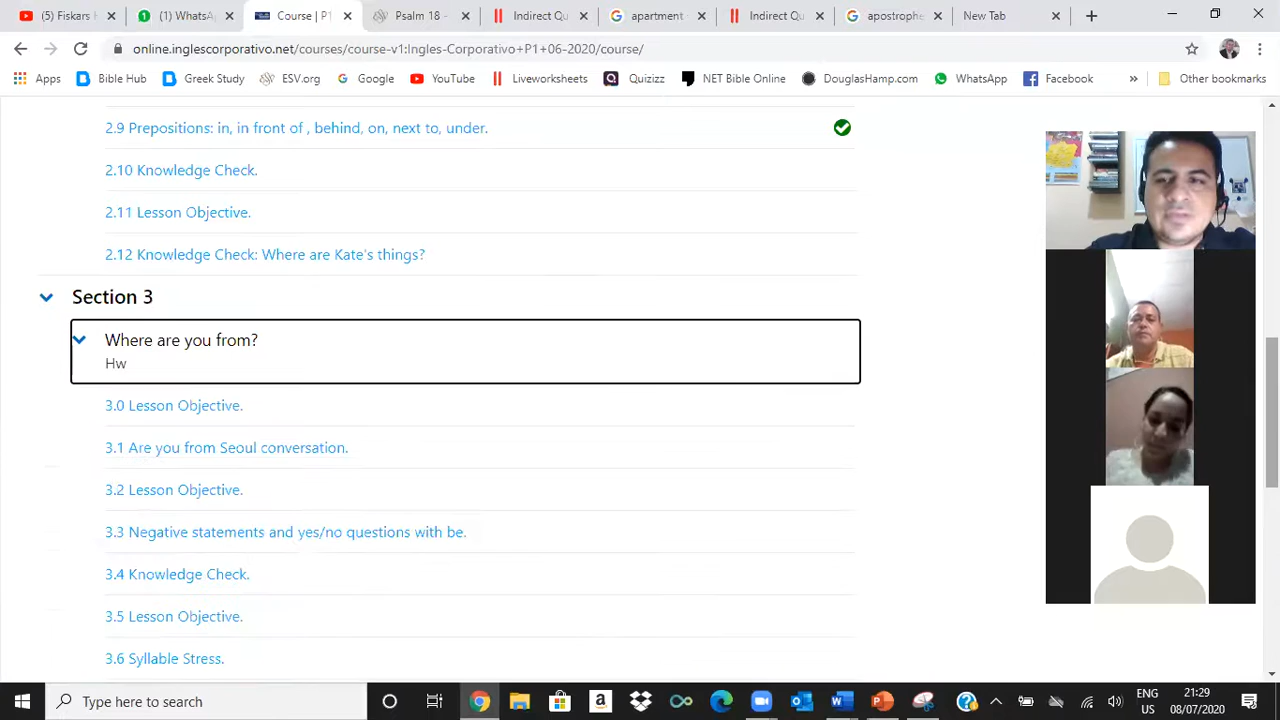 (5) Fiskars H
(1) WhatsA
Course | P1
Psalm 18 -
Indirect Qu
apartment
Indirect Qu
apostrophe
New Tab
online.inglescorporativo.net/courses/course-v1:Ingles-Corporativo+P1+06-2020/course/
Apps
Bible Hub
Greek Study
ESV.org
Google
YouTube
Liveworksheets
Quizizz
NET Bible Online
DouglasHamp.com
WhatsApp
Facebook
Other bookmarks
2.9 Prepositions: in, in front of , behind, on, next to, under.
2.10 Knowledge Check.
2.11 Lesson Objective.
2.12 Knowledge Check: Where are Kate's things?
Section 3
Where are you from?
Hw
3.0 Lesson Objective.
3.1 Are you from Seoul conversation.
3.2 Lesson Objective.
3.3 Negative statements and yes/no questions with be.
3.4 Knowledge Check.
3.5 Lesson Objective.
3.6 Syllable Stress.
Type here to search
ENG
US
21:29
08/07/2020